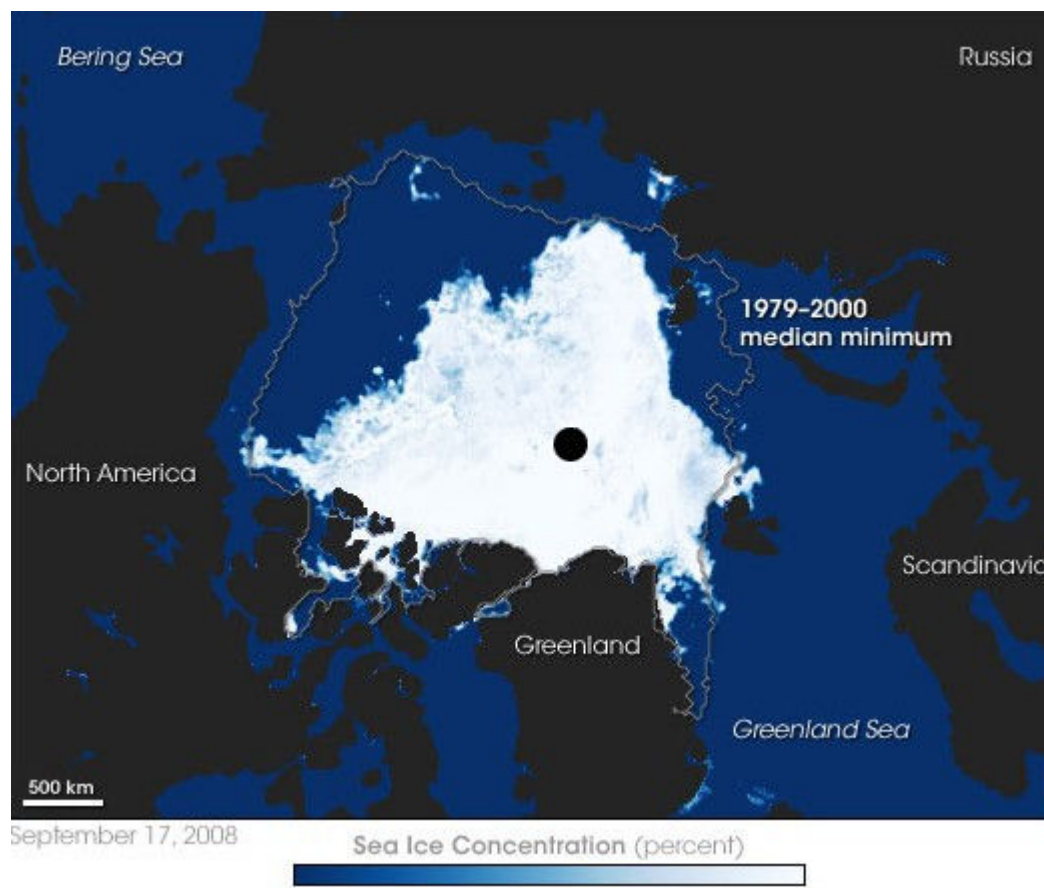 Bering Sea
Russia
1979–2000
median minimum
North America
Scandinavia
Greenland
Greenland Sea
500 km
September 17, 2008
Sea Ice Concentration (percent)